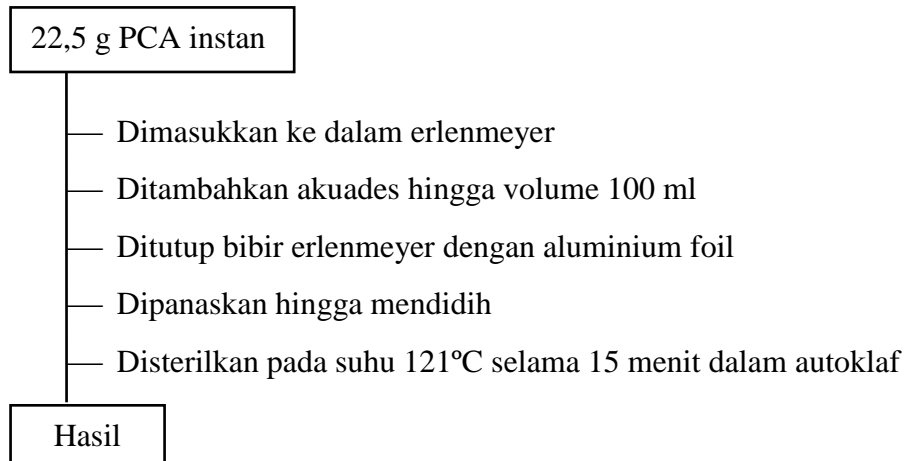 22,5 g PCA instan
Dimasukkan ke dalam erlenmeyer
Ditambahkan akuades hingga volume 100 ml
Ditutup bibir erlenmeyer dengan aluminium foil
Dipanaskan hingga mendidih
Disterilkan pada suhu 121ºC selama 15 menit dalam autoklaf
Hasil